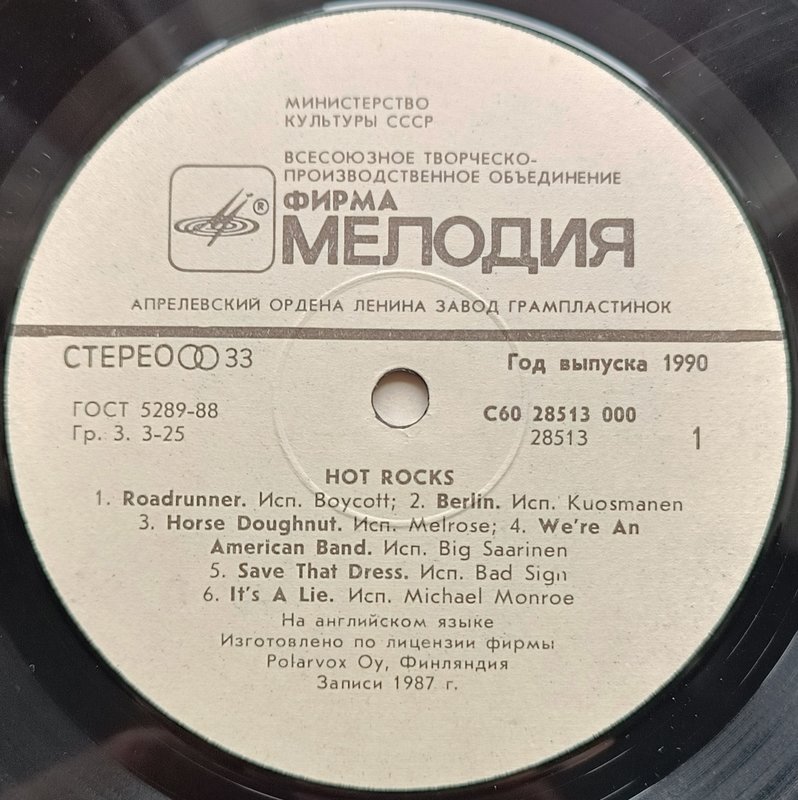 МИНИСТЕРСТВО
КУЛЬТУРЫ СССР
ВСЕСОЮЗНОЕ ТВОРЧЕСКО-
ПРОИЗВОДСТВЕННОЕ ОБЪЕДИНЕНИЕ
ФИРМА
® МЕЛОДИЯ
АПРЕЛЕВСКИЙ ОРДЕНА ЛЕНИНА ЗАВОД ГРАМПЛАСТИНОК
СТЕРЕО 33 Год выпуска 1990
ГОСТ 5289-88 С60 28513 000
Гр. 3. 3-25 28513 1
HOT ROCKS
1. Roadrunner. Исп. Boycott; 2. Berlin. Исп. Kuosmanen
3. Horse Doughnut. Исп. Melrose; 4. We're An
American Band. Исп. Big Saarinen
5. Save That Dress. Исп. Bad Sign
6. It's A Lie. Исп. Michael Monroe
На английском языке
Изготовлено по лицензии фирмы
Polarvox Oy, Финляндия
Записи 1987 г.